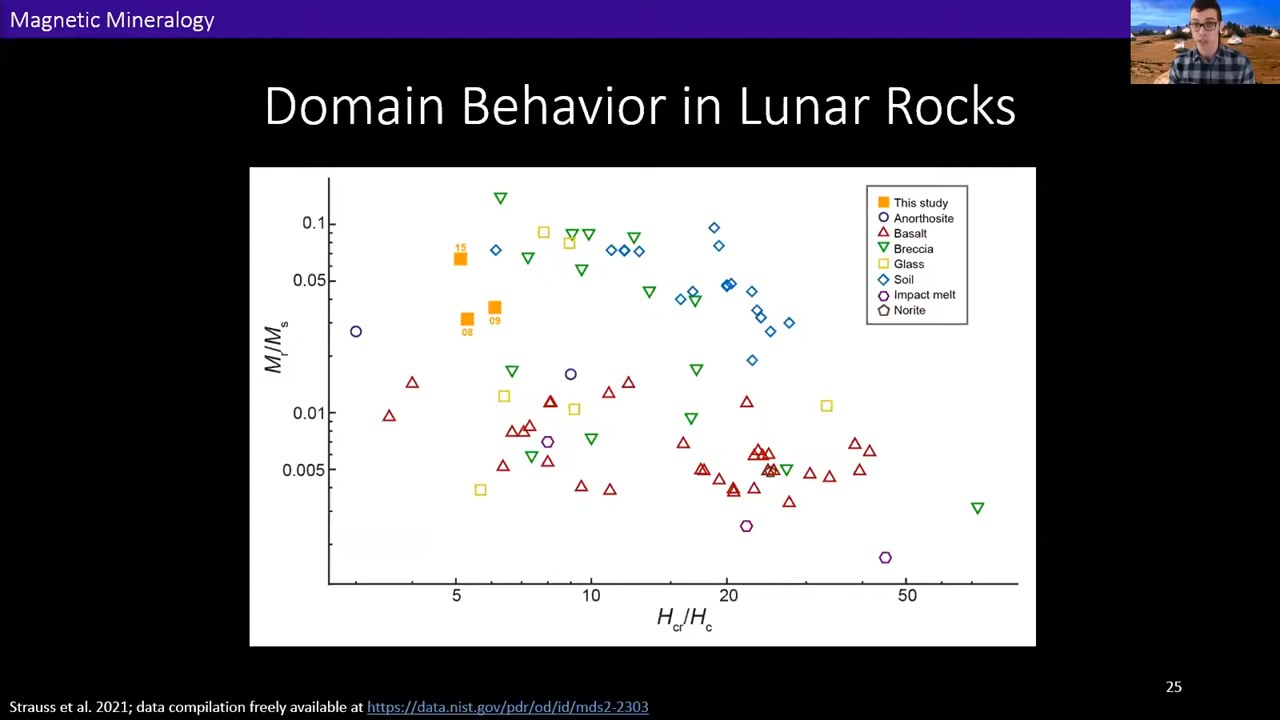 Magnetic Mineralogy
Domain Behavior in Lunar Rocks
0.1
0.05
0.01
0.005
Mr/Ms
15
08
09
This study
Anorthosite
Basalt
Breccia
Glass
Soil
Impact melt
Norite
5
10
20
50
Hcr/Hc
25
Strauss et al. 2021; data compilation freely available at https://data.nist.gov/pdr/od/id/mds2-2303